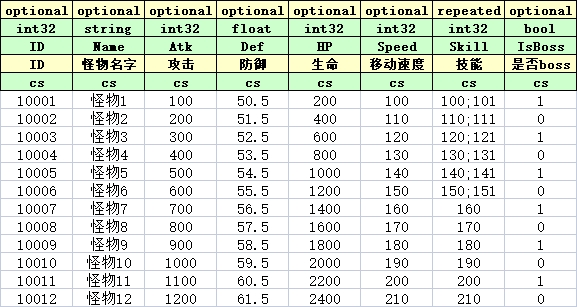 optional optional optional optional optional optional repeated optional
int32 string int32 float int32 int32 int32 bool
ID Name Atk Def HP Speed Skill IsBoss
ID 怪物名字 攻击 防御 生命 移动速度 技能 是否boss
cs cs cs cs cs cs cs cs
10001 怪物1 100 50.5 200 100 100;101 1
10002 怪物2 200 51.5 400 110 110;111 0
10003 怪物3 300 52.5 600 120 120;121 1
10004 怪物4 400 53.5 800 130 130;131 0
10005 怪物5 500 54.5 1000 140 140;141 1
10006 怪物6 600 55.5 1200 150 150;151 0
10007 怪物7 700 56.5 1400 160 160 1
10008 怪物8 800 57.5 1600 170 170 0
10009 怪物9 900 58.5 1800 180 180 1
10010 怪物10 1000 59.5 2000 190 190 0
10011 怪物11 1100 60.5 2200 200 200 1
10012 怪物12 1200 61.5 2400 210 210 0